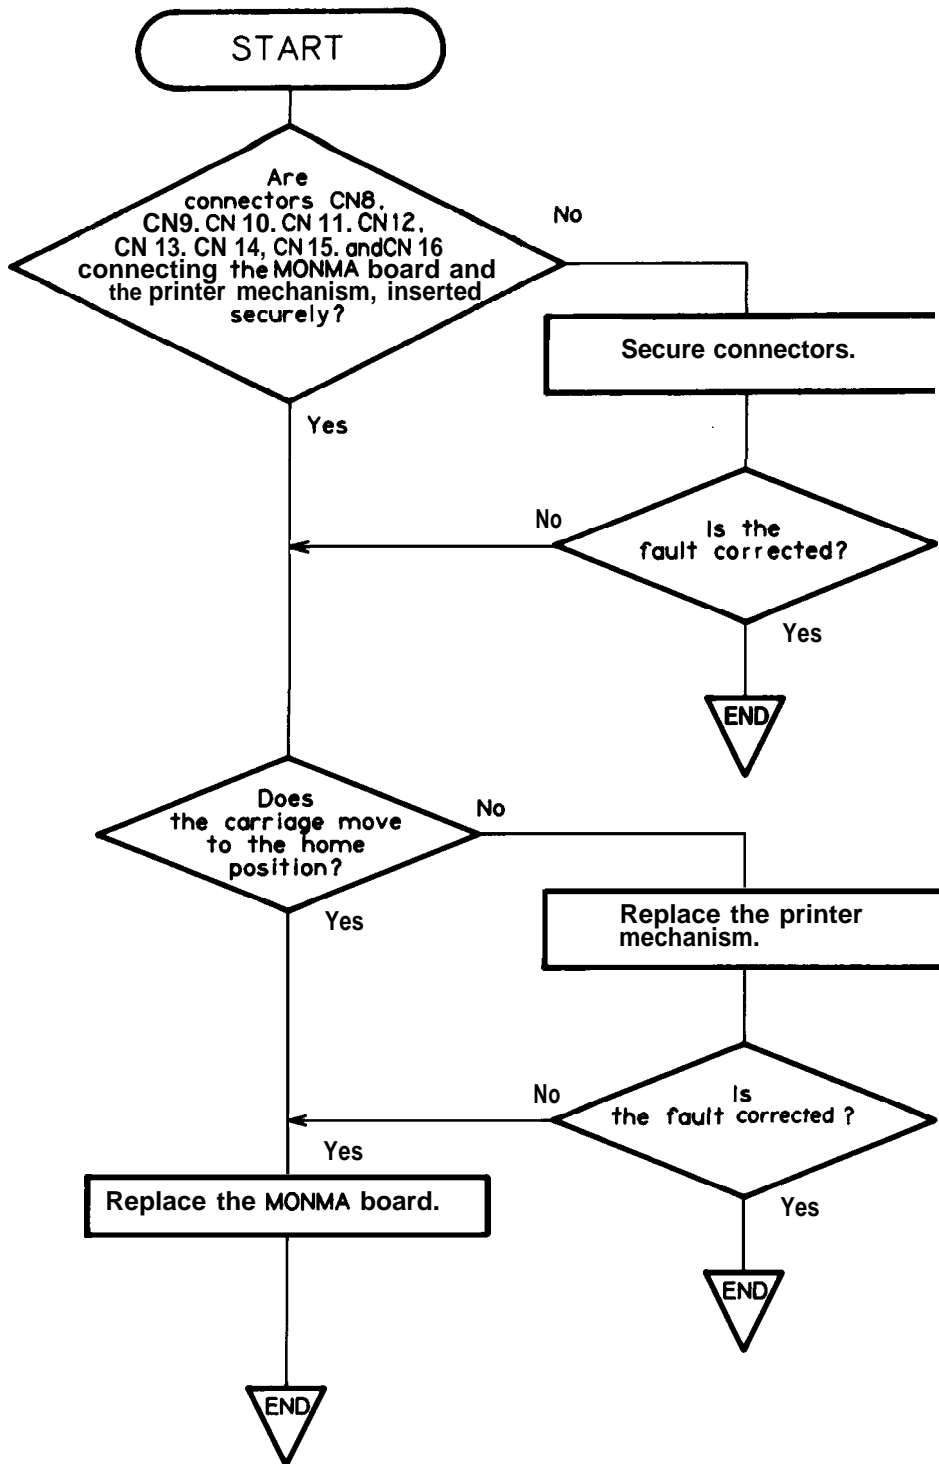 START
Are
connectors CN8.
CN9. CN 10. CN 11. CN 12.
CN 13. CN 14, CN 15. andCN 16
connecting the MONMA board and
the printer mechanism, inserted
securely?
No
Secure connectors.
Yes
No
Is the
fault corrected?
Yes
END
Does
the carriage move
to the home
position?
No
Yes
Replace the printer
mechanism.
No
Is
the fault corrected ?
Yes
Replace the MONMA board.
Yes
END
END